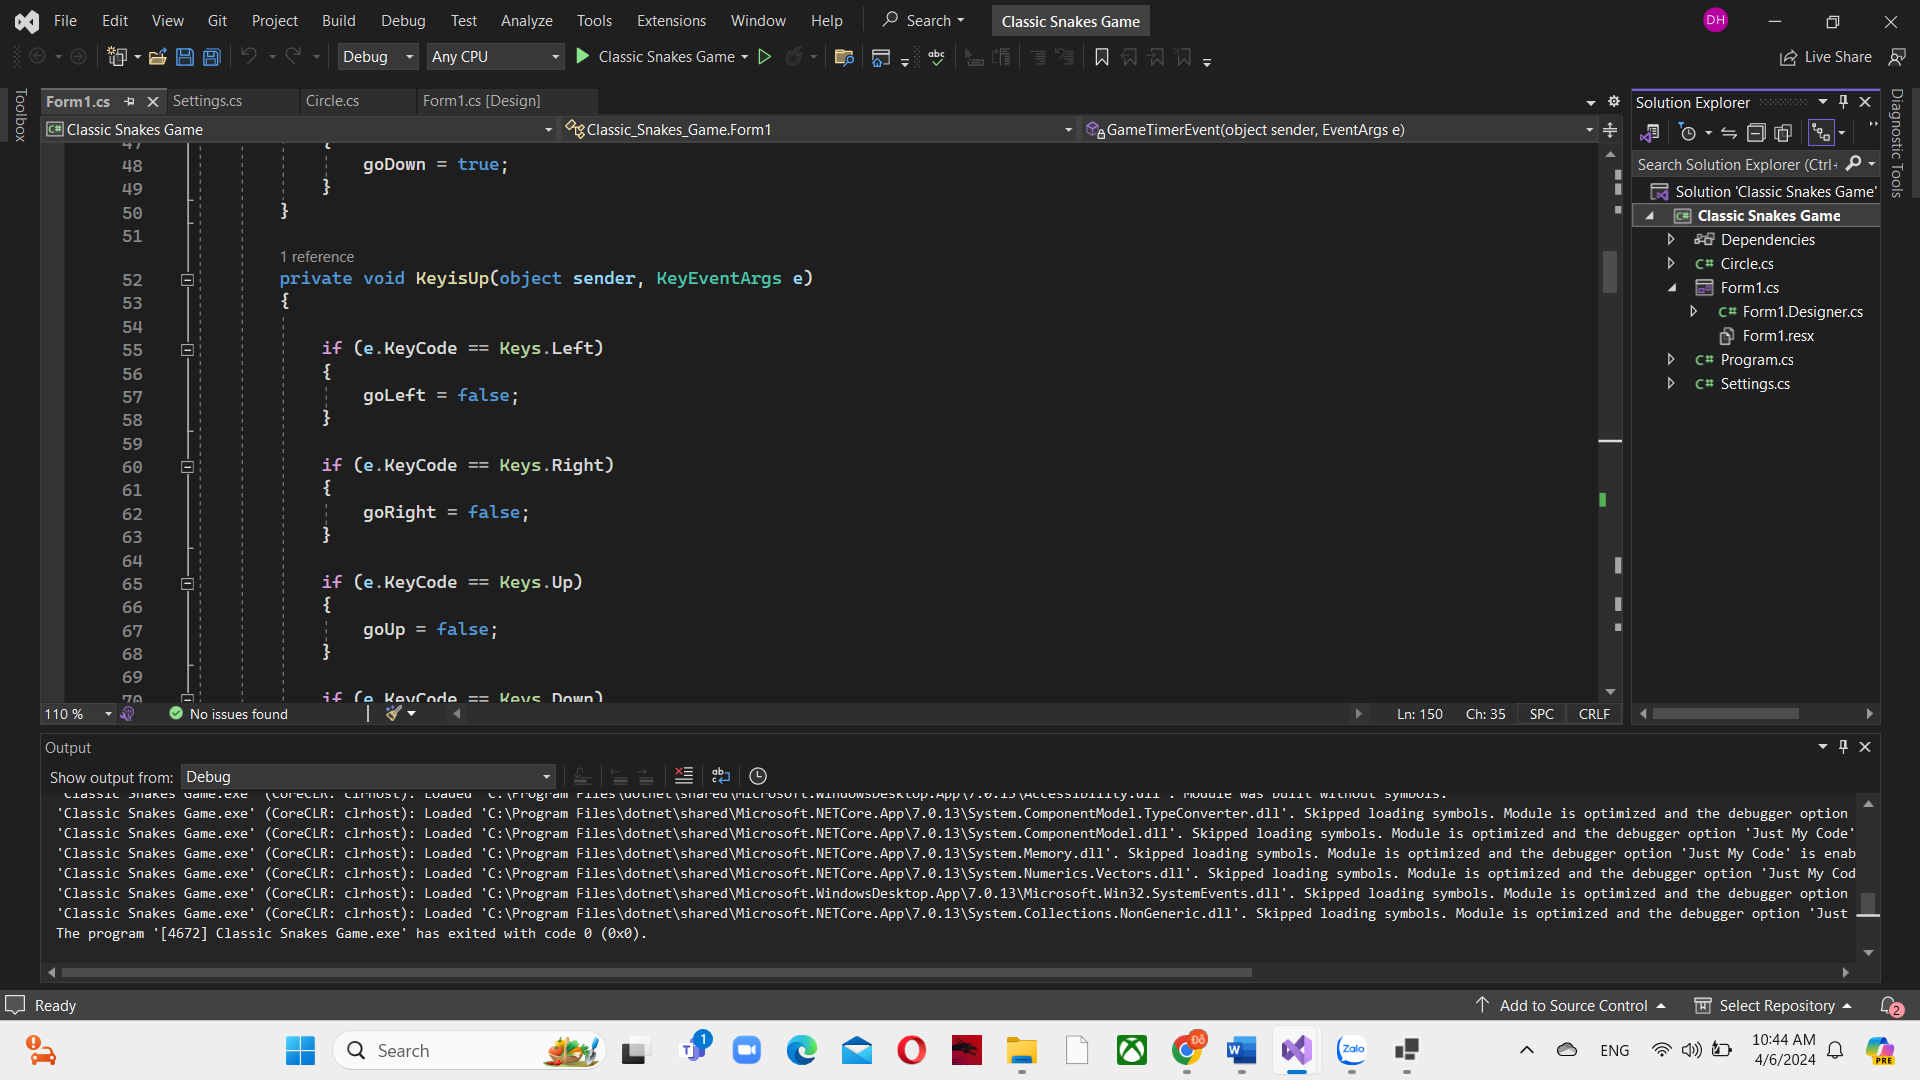 File Edit View Git Project Build Debug Test Analyze Tools Extensions Window Help Search Classic Snakes Game DH
Debug Any CPU Classic Snakes Game abc Live Share
Toolbox
Form1.cs Settings.cs Circle.cs Form1.cs [Design]
C# Classic Snakes Game Classic_Snakes_Game.Form1 GameTimerEvent(object sender, EventArgs e)
47 {
48 goDown = true;
49 }
50 }
51
1 reference
52 private void KeyisUp(object sender, KeyEventArgs e)
53 {
54
55 if (e.KeyCode == Keys.Left)
56 {
57 goLeft = false;
58 }
59
60 if (e.KeyCode == Keys.Right)
61 {
62 goRight = false;
63 }
64
65 if (e.KeyCode == Keys.Up)
66 {
67 goUp = false;
68 }
69
70 if (e.KeyCode == Keys.Down)
110 % No issues found Ln: 150 Ch: 35 SPC CRLF
Solution Explorer
Search Solution Explorer (Ctrl+
Solution 'Classic Snakes Game'
C# Classic Snakes Game
Dependencies
C# Circle.cs
Form1.cs
C# Form1.Designer.cs
Form1.resx
C# Program.cs
C# Settings.cs
Diagnostic Tools
Output
Show output from: Debug
'Classic Snakes Game.exe' (CoreCLR: clrhost): Loaded 'C:\Program Files\dotnet\shared\Microsoft.WindowsDesktop.App\7.0.13\Accessibility.dll'. Module was built without symbols.
'Classic Snakes Game.exe' (CoreCLR: clrhost): Loaded 'C:\Program Files\dotnet\shared\Microsoft.NETCore.App\7.0.13\System.ComponentModel.TypeConverter.dll'. Skipped loading symbols. Module is optimized and the debugger option
'Classic Snakes Game.exe' (CoreCLR: clrhost): Loaded 'C:\Program Files\dotnet\shared\Microsoft.NETCore.App\7.0.13\System.ComponentModel.dll'. Skipped loading symbols. Module is optimized and the debugger option 'Just My Code'
'Classic Snakes Game.exe' (CoreCLR: clrhost): Loaded 'C:\Program Files\dotnet\shared\Microsoft.NETCore.App\7.0.13\System.Memory.dll'. Skipped loading symbols. Module is optimized and the debugger option 'Just My Code' is enab
'Classic Snakes Game.exe' (CoreCLR: clrhost): Loaded 'C:\Program Files\dotnet\shared\Microsoft.NETCore.App\7.0.13\System.Numerics.Vectors.dll'. Skipped loading symbols. Module is optimized and the debugger option 'Just My Cod
'Classic Snakes Game.exe' (CoreCLR: clrhost): Loaded 'C:\Program Files\dotnet\shared\Microsoft.WindowsDesktop.App\7.0.13\Microsoft.Win32.SystemEvents.dll'. Skipped loading symbols. Module is optimized and the debugger option
'Classic Snakes Game.exe' (CoreCLR: clrhost): Loaded 'C:\Program Files\dotnet\shared\Microsoft.NETCore.App\7.0.13\System.Collections.NonGeneric.dll'. Skipped loading symbols. Module is optimized and the debugger option 'Just
The program '[4672] Classic Snakes Game.exe' has exited with code 0 (0x0).
Ready Add to Source Control Select Repository 2
Search 1 Đỗ Zalo ENG 10:44 AM PRE
4/6/2024